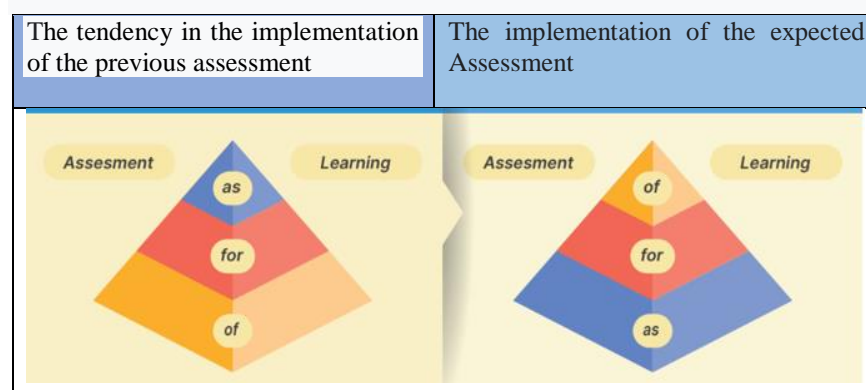 The tendency in the implementation
of the previous assessment
The implementation of the expected
Assessment
Assesment
Learning
as
for
of
Assesment
Learning
of
for
as